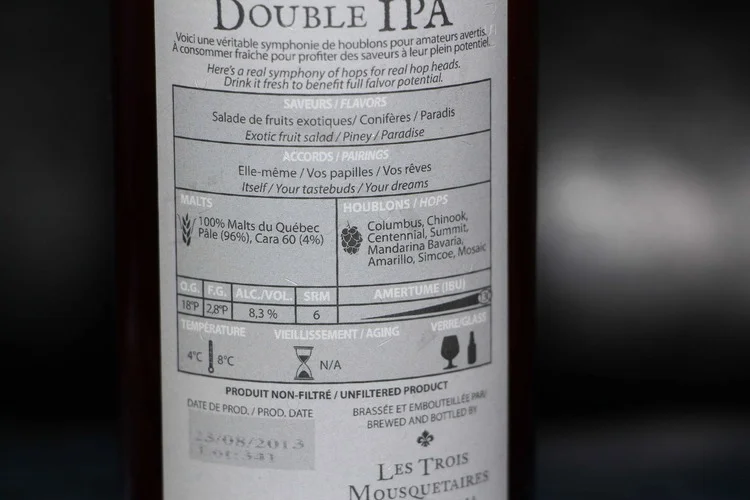 DOUBLE IPA
Voici une véritable symphonie de houblons pour amateurs avertis.
À consommer fraîche pour profiter des saveurs à leur plein potentiel.
Here's a real symphony of hops for real hop heads.
Drink it fresh to benefit full falvor potential.
SAVEURS / FLAVORS
Salade de fruits exotiques/ Conifères / Paradis
Exotic fruit salad / Piney / Paradise
ACCORDS / PAIRINGS
Elle-même / Vos papilles / Vos rêves
Itself / Your tastebuds / Your dreams
MALTS
100% Malts du Québec
Pâle (96%), Cara 60 (4%)
HOUBLONS / HOPS
Columbus, Chinook,
Centennial, Summit,
Mandarina Bavaria,
Amarillo, Simcoe, Mosaic
O.G. F.G. ALC./VOL. SRM AMERTUME (IBU)
18°P 2,8°P 8,3 % 6
TEMPÉRATURE VIEILLISSEMENT / AGING VERRE/GLASS
4°C 8°C N/A
PRODUIT NON-FILTRÉ / UNFILTERED PRODUCT
DATE DE PROD. / PROD. DATE
23/08/2013
Lot:341
BRASSÉE ET EMBOUTEILLÉE PAR/
BREWED AND BOTTLED BY
LES TROIS
MOUSQUETAIRES